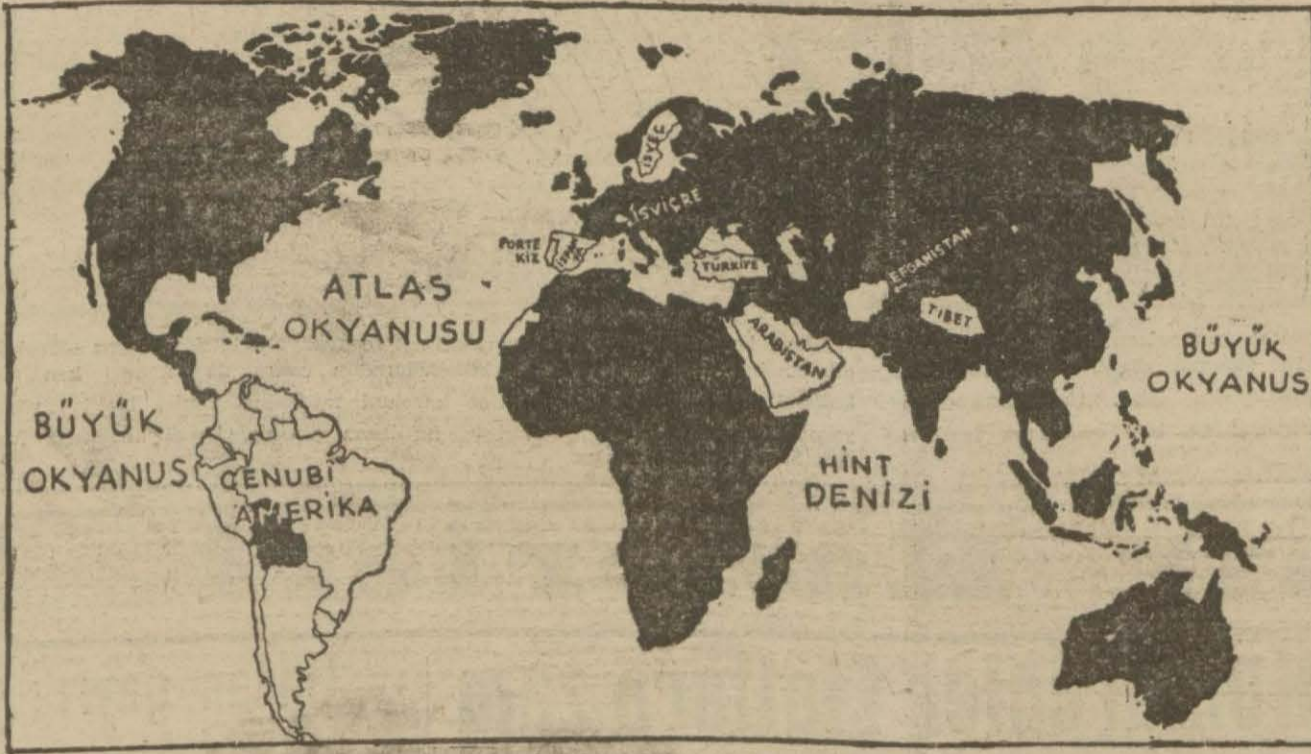 İSVEÇ
İSVİÇRE
PORTE
KİZ
TÜRKİYE
EFGANİSTAN
TİBET
ARABİSTAN
ATLAS
OKYANUSU
BÜYÜK
OKYANUS
BÜYÜK
OKYANUS
CENUBİ
AMERİKA
HİNT
DENİZİ